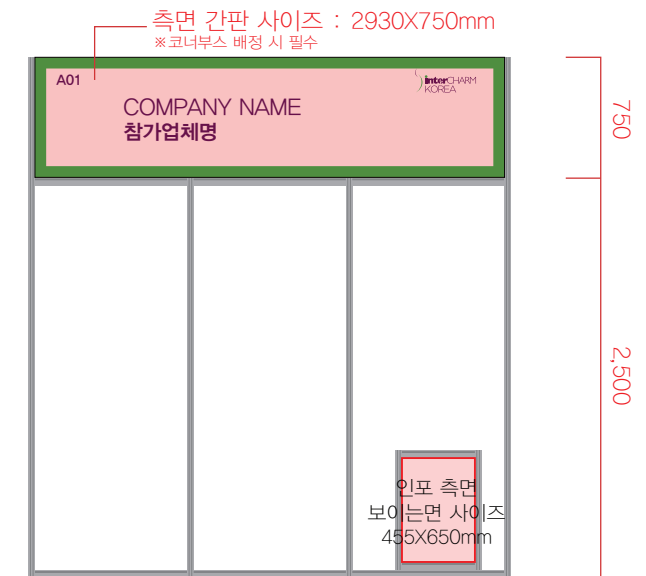 측면 간판 사이즈 : 2930X750mm
※코너부스 배정 시 필수
A01
interCHARM
KOREA
COMPANY NAME
참가업체명
750
2,500
인포 측면
보이는면 사이즈
455X650mm